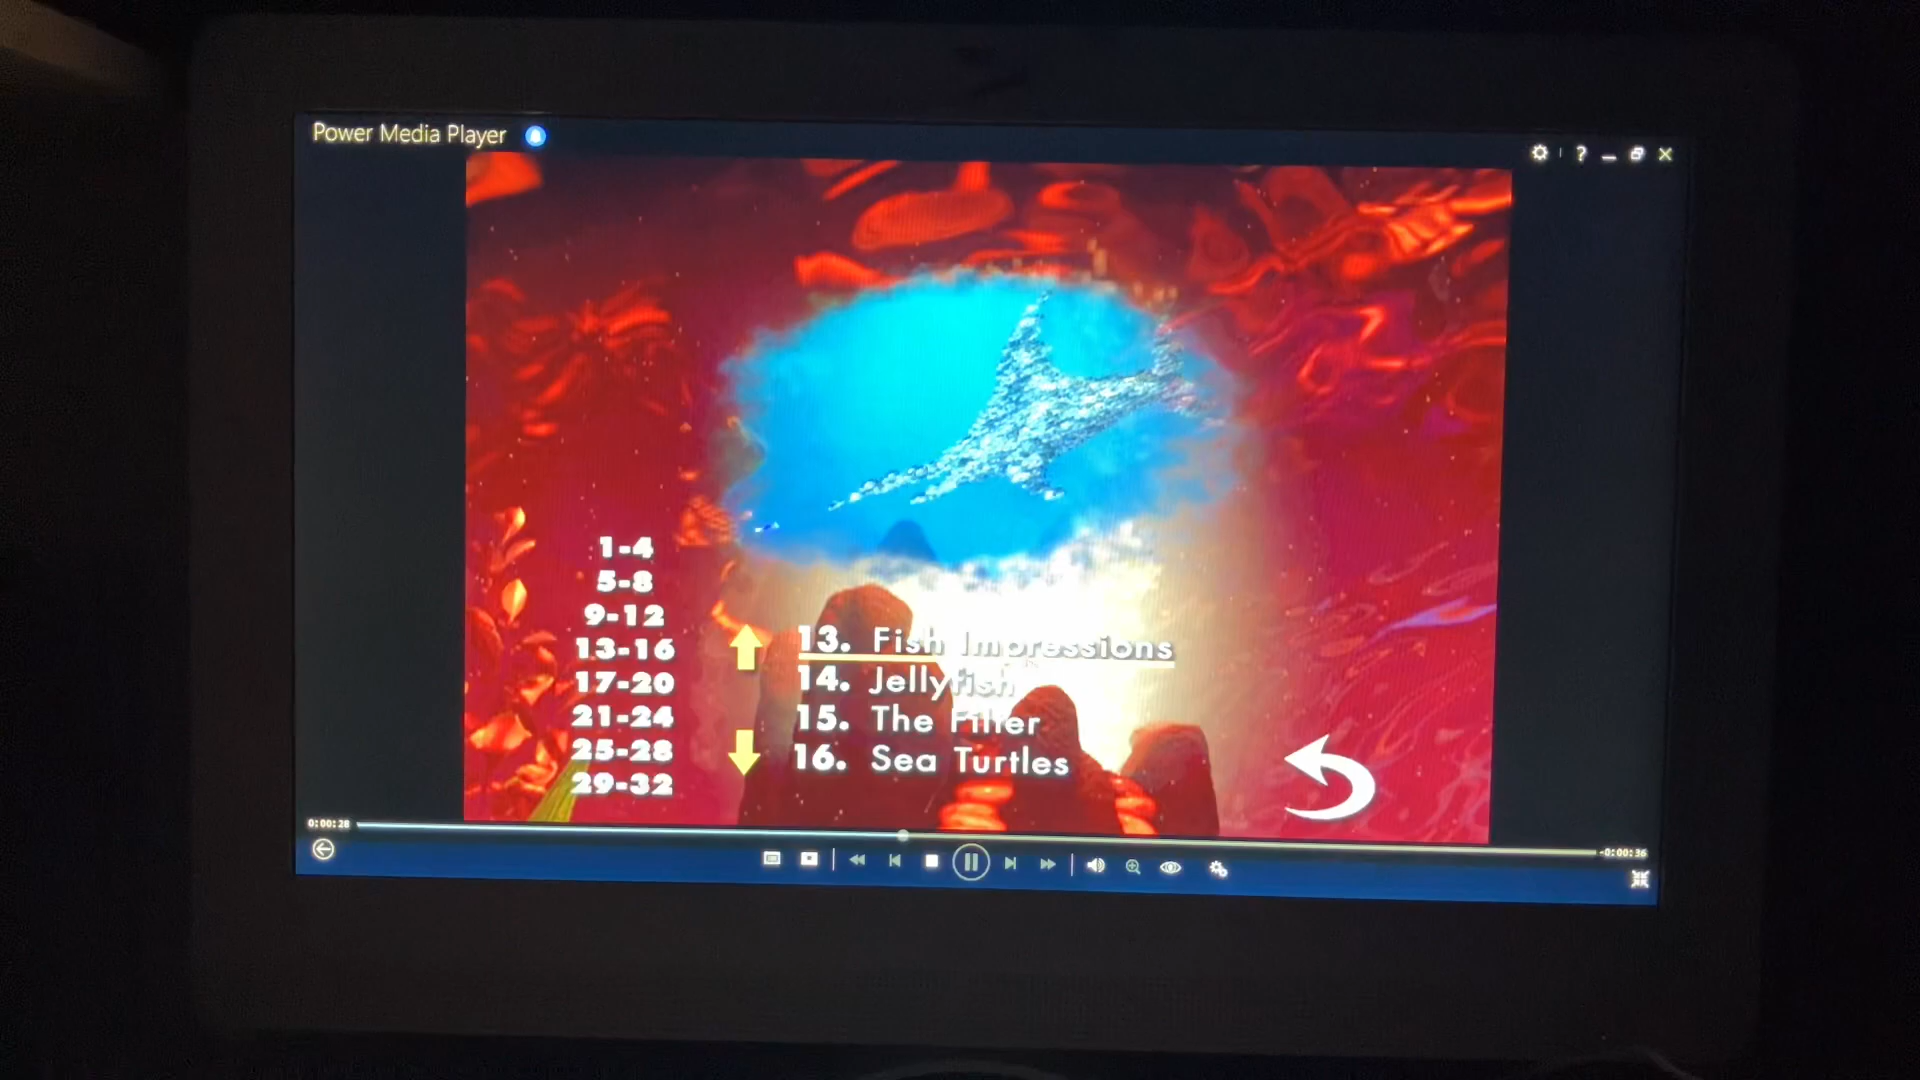 Power Media Player
?
1-4
5-8
9-12
13-16
17-20
21-24
25-28
29-32
13. Fish Impressions
14. Jellyfish
15. The Filter
16. Sea Turtles
0:00:28
-0:00:36